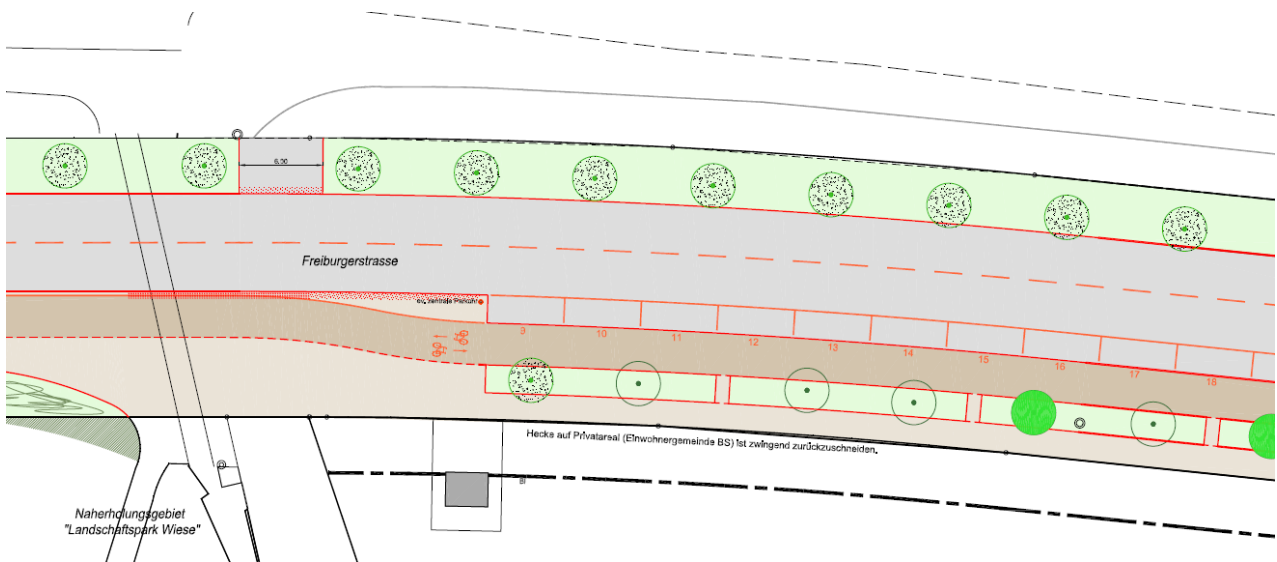 6.00
Freiburgerstrasse
ev. zentrale Parkuhr
9
10
11
12
13
14
15
16
17
18
Hecke auf Privatareal (Einwohnergemeinde BS) ist zwingend zurückzuschneiden.
Naherholungsgebiet
"Landschaftspark Wiese"